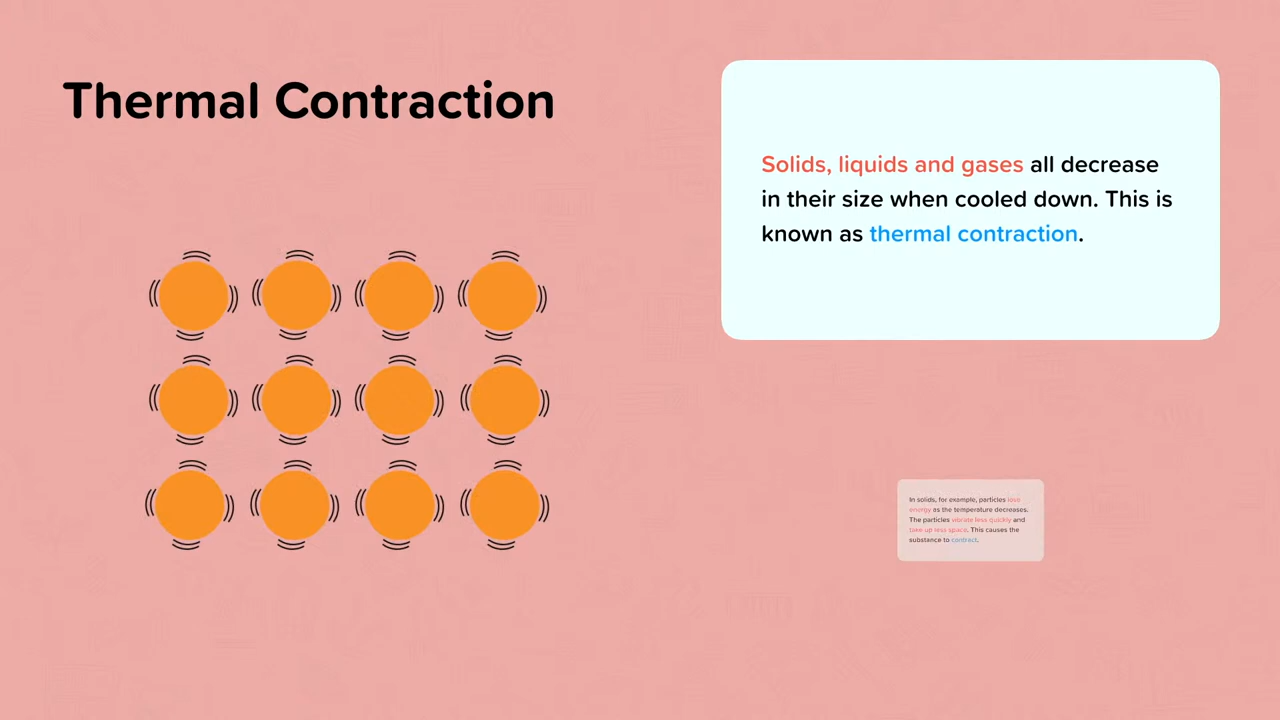 Thermal Contraction
Solids, liquids and gases all decrease
in their size when cooled down. This is
known as thermal contraction.
In solids, for example, particles lose
energy as the temperature decreases.
The particles vibrate less quickly and
take up less space. This causes the
substance to contract.